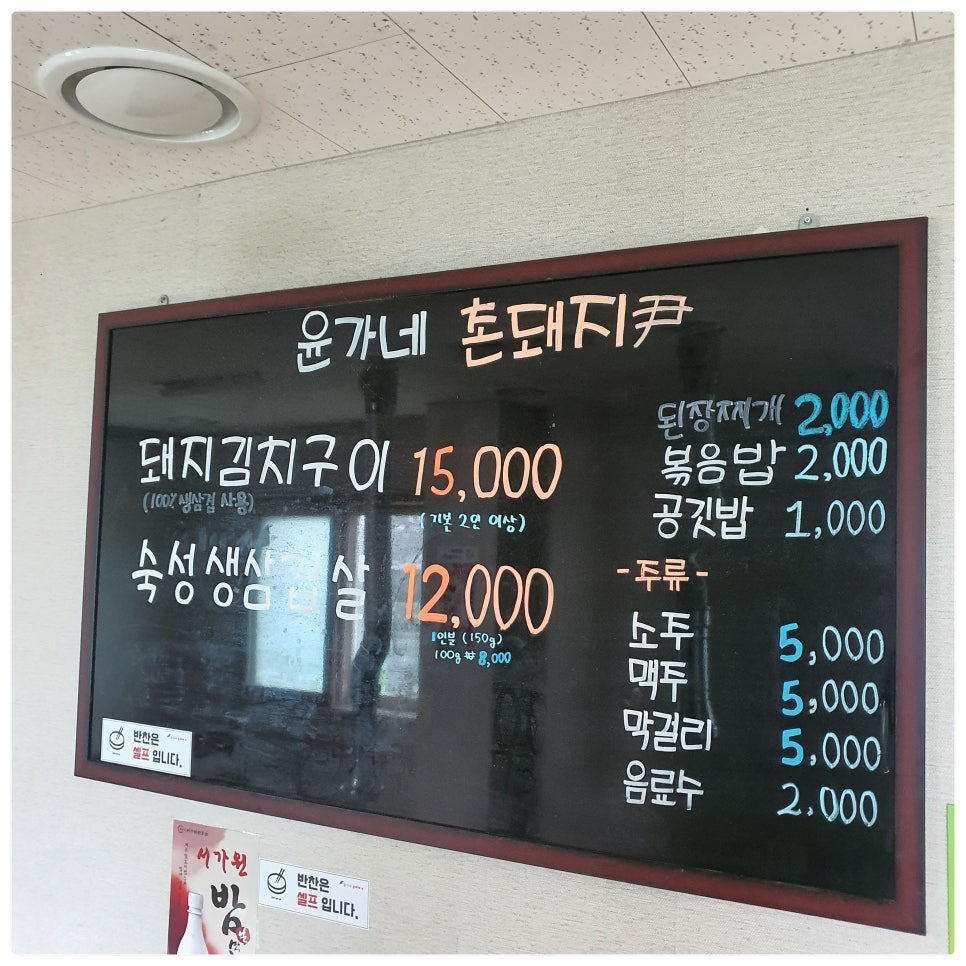 윤가네 촌돼지尹
돼지김치구이 15,000
(100% 생삼겹 사용)
(기본 2인 이상)
숙성생삼겹살 12,000
1인분 (150g)
100g ₩ 8,000
된장찌개 2,000
볶음밥 2,000
공깃밥 1,000
-주류-
소주 5,000
맥주 5,000
막걸리 5,000
음료수 2.000
반찬은
셀프 입니다.
서가원
밤
막
반찬은
셀프 입니다.